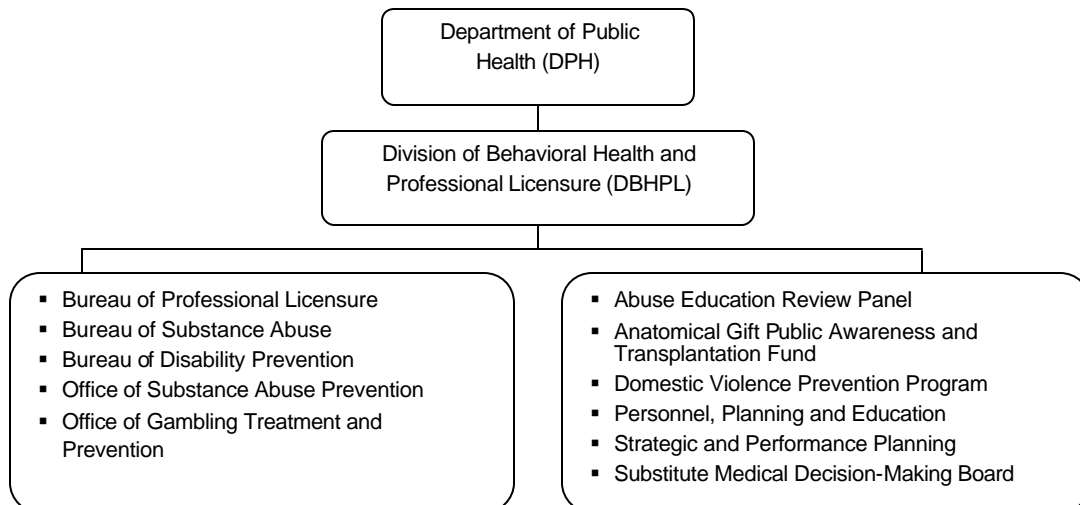 Department of Public
Health (DPH)
Division of Behavioral Health and
Professional Licensure (DBHPL)
▪ Bureau of Professional Licensure
▪ Bureau of Substance Abuse
▪ Bureau of Disability Prevention
▪ Office of Substance Abuse Prevention
▪ Office of Gambling Treatment and
Prevention
▪ Abuse Education Review Panel
▪ Anatomical Gift Public Awareness and
Transplantation Fund
▪ Domestic Violence Prevention Program
▪ Personnel, Planning and Education
▪ Strategic and Performance Planning
▪ Substitute Medical Decision-Making Board